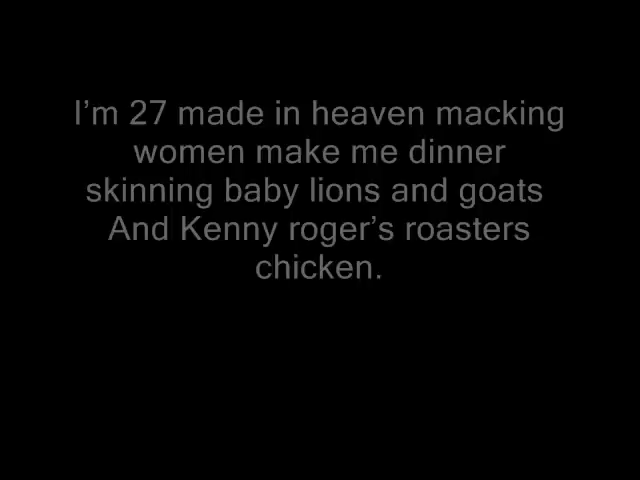 I’m 27 made in heaven macking
women make me dinner
skinning baby lions and goats
And Kenny roger’s roasters
chicken.